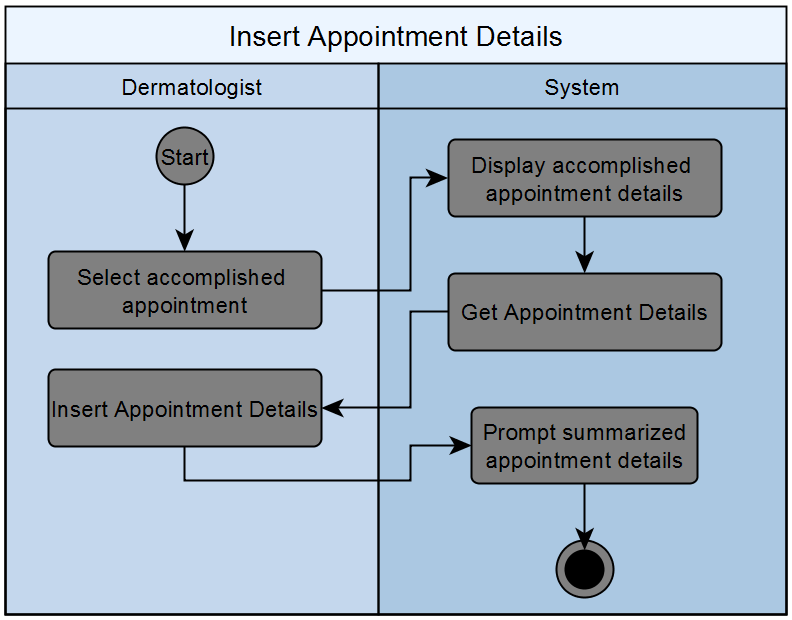 Insert Appointment Details
Dermatologist
System
Start
Display accomplished
appointment details
Select accomplished
appointment
Get Appointment Details
Insert Appointment Details
Prompt summarized
appointment details